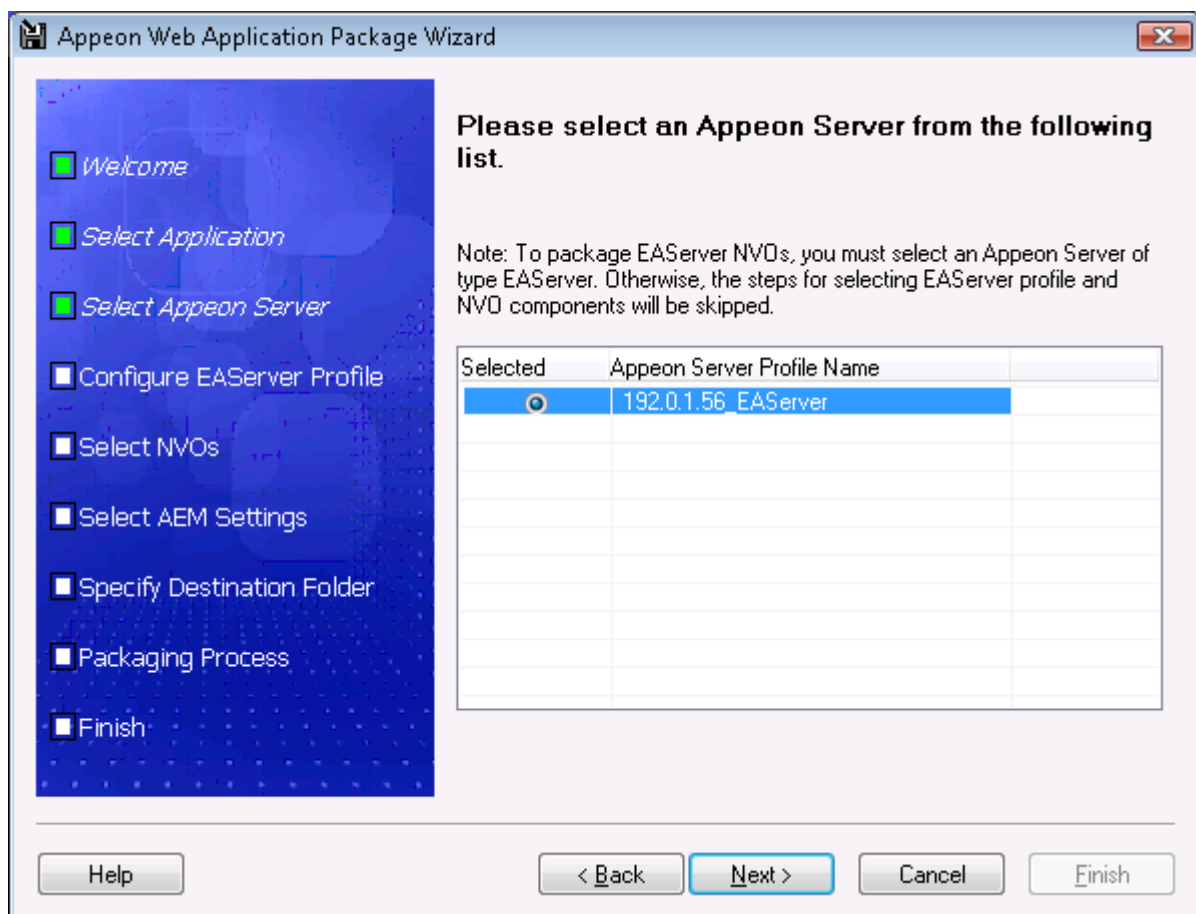 Appeon Web Application Package Wizard
Welcome
Select Application
Select Appeon Server
Configure EAServer Profile
Select NVOs
Select AEM Settings
Specify Destination Folder
Packaging Process
Finish
Please select an Appeon Server from the following
list.
Note: To package EAServer NVOs, you must select an Appeon Server of
type EAServer. Otherwise, the steps for selecting EAServer profile and
NVO components will be skipped.
Selected Appeon Server Profile Name
192.0.1.56_EAServer
Help < Back Next > Cancel Finish